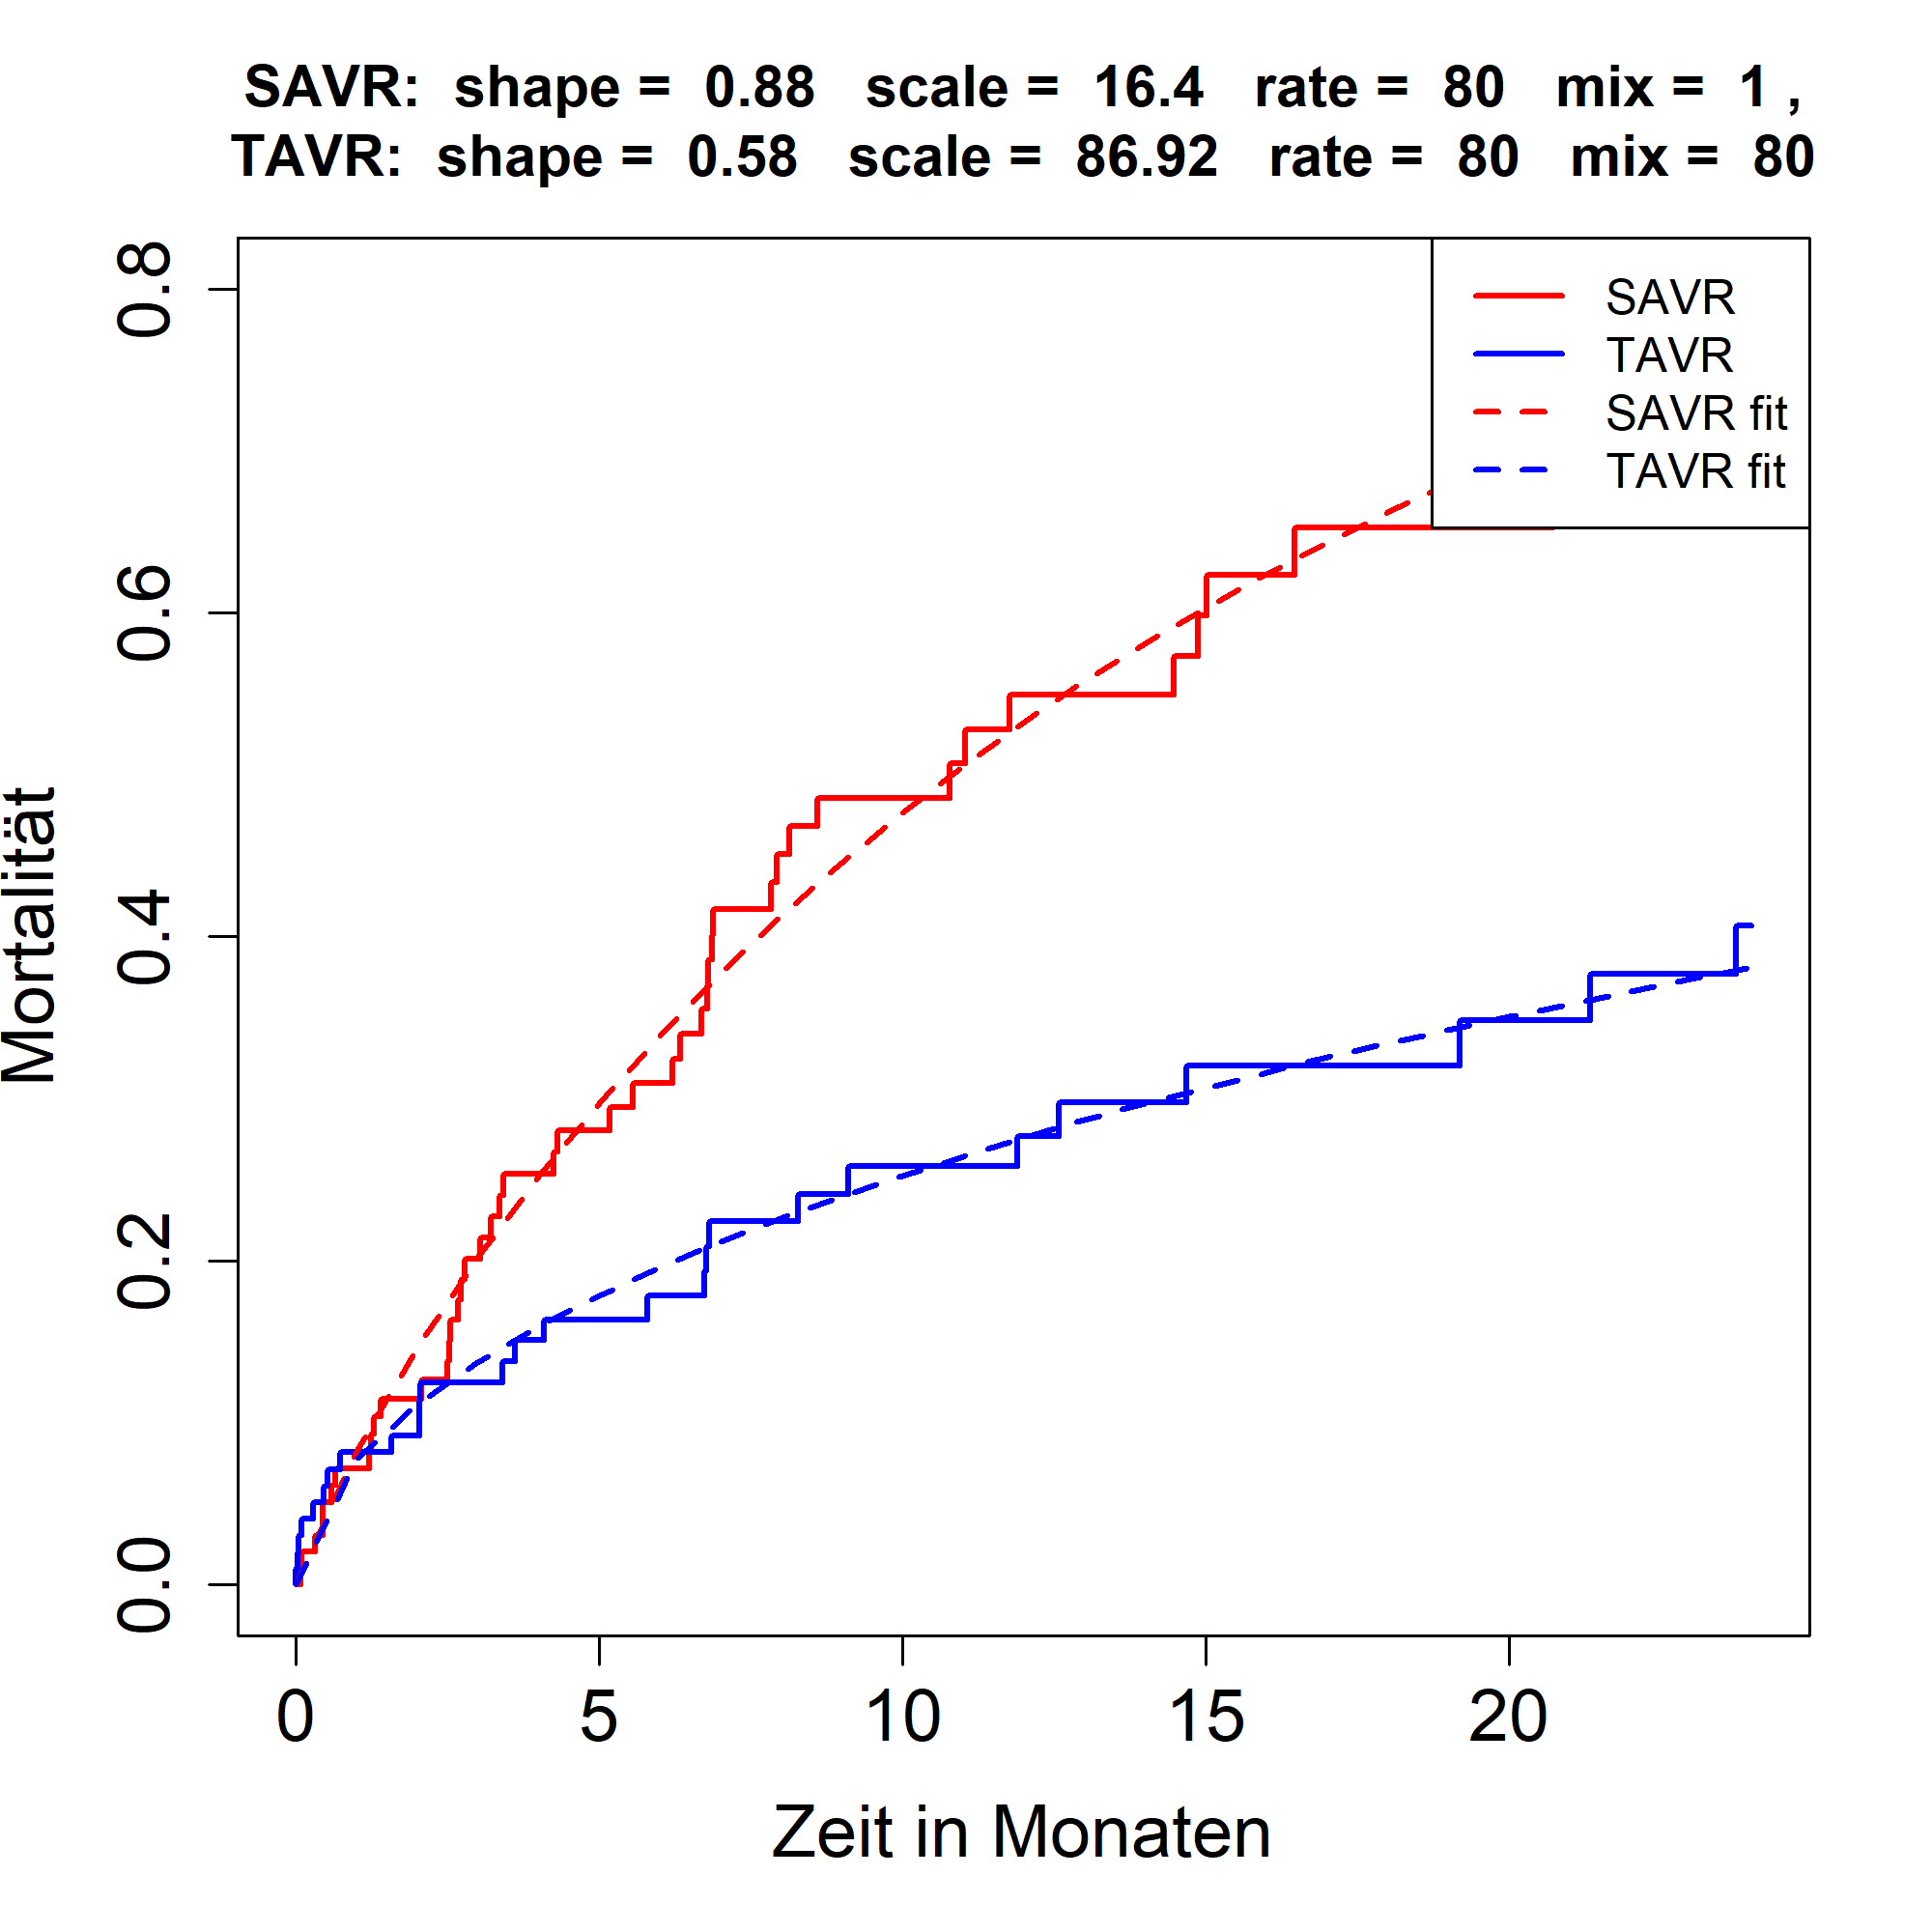 SAVR: shape = 0.88 scale = 16.4 rate = 80 mix = 1 ,
TAVR: shape = 0.58 scale = 86.92 rate = 80 mix = 80
SAVR
TAVR
SAVR fit
TAVR fit
Mortalität
0.8
0.6
0.4
0.2
0.0
0 5 10 15 20
Zeit in Monaten